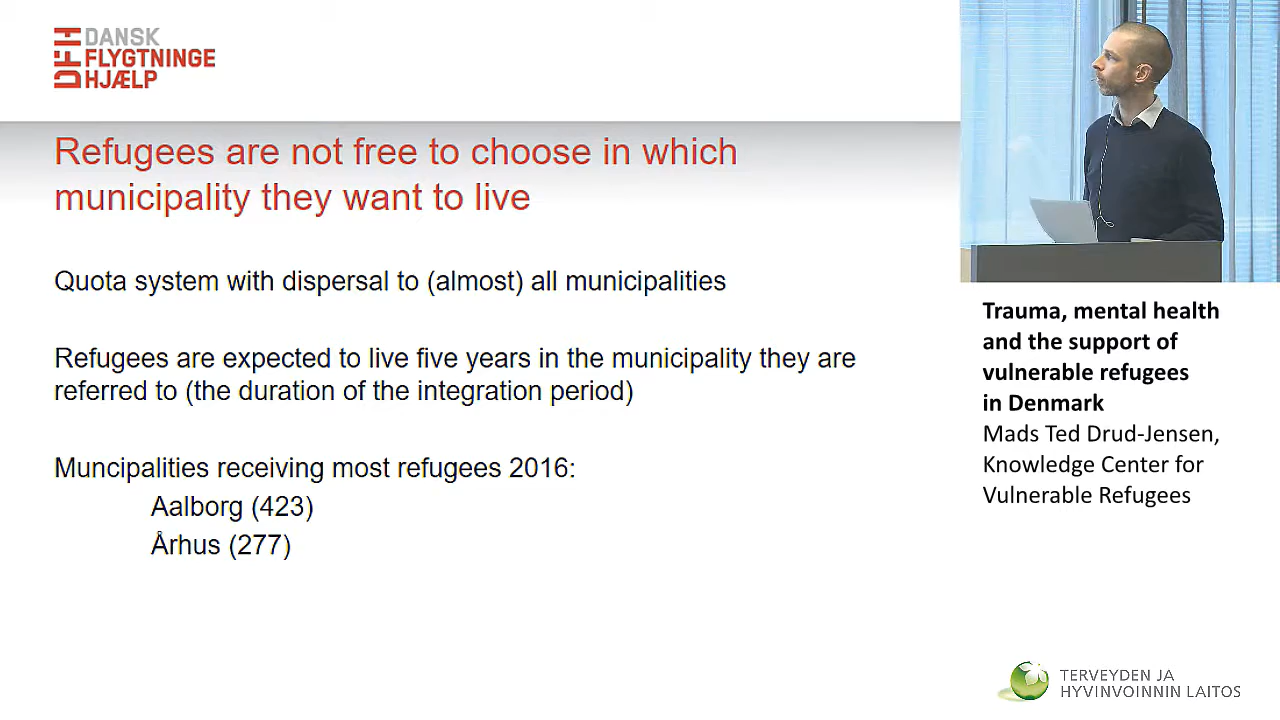 DFH DANSK
FLYGTNINGE
HJÆLP
Refugees are not free to choose in which
municipality they want to live
Quota system with dispersal to (almost) all municipalities
Refugees are expected to live five years in the municipality they are
referred to (the duration of the integration period)
Muncipalities receiving most refugees 2016:
Aalborg (423)
Århus (277)
Trauma, mental health
and the support of
vulnerable refugees
in Denmark
Mads Ted Drud-Jensen,
Knowledge Center for
Vulnerable Refugees
TERVEYDEN JA
HYVINVOINNIN LAITOS